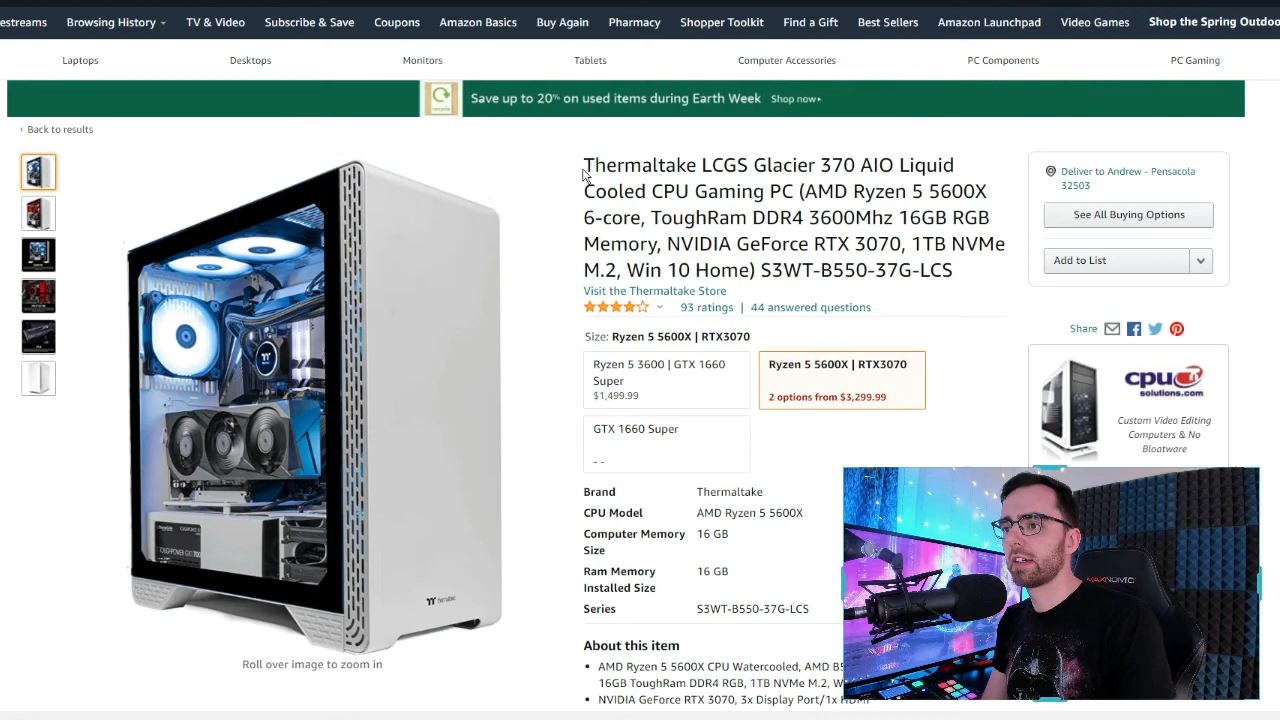 estreams Browsing History TV & Video Subscribe & Save Coupons Amazon Basics Buy Again Pharmacy Shopper Toolkit Find a Gift Best Sellers Amazon Launchpad Video Games Shop the Spring Outdoo
Laptops Desktops Monitors Tablets Computer Accessories PC Components PC Gaming
Save up to 20% on used items during Earth Week Shop now
‹ Back to results
Thermaltake LCGS Glacier 370 AIO Liquid
Cooled CPU Gaming PC (AMD Ryzen 5 5600X
6-core, ToughRam DDR4 3600Mhz 16GB RGB
Memory, NVIDIA GeForce RTX 3070, 1TB NVMe
M.2, Win 10 Home) S3WT-B550-37G-LCS
Visit the Thermaltake Store
93 ratings | 44 answered questions
Size: Ryzen 5 5600X | RTX3070
Ryzen 5 3600 | GTX 1660
Super
$1,499.99
Ryzen 5 5600X | RTX3070
2 options from $3,299.99
GTX 1660 Super
- -
Brand Thermaltake
CPU Model AMD Ryzen 5 5600X
Computer Memory 16 GB
Size
Ram Memory 16 GB
Installed Size
Series S3WT-B550-37G-LCS
About this item
• AMD Ryzen 5 5600X CPU Watercooled, AMD B5
16GB ToughRam DDR4 RGB, 1TB NVMe M.2, W
• NVIDIA GeForce RTX 3070, 3x Display Port/1x HDMI
Deliver to Andrew - Pensacola
32503
See All Buying Options
Add to List
Share
cpu
solutions.com
Custom Video Editing
Computers & No
Bloatware
thermaltake
Roll over image to zoom in
MAXNOMIC